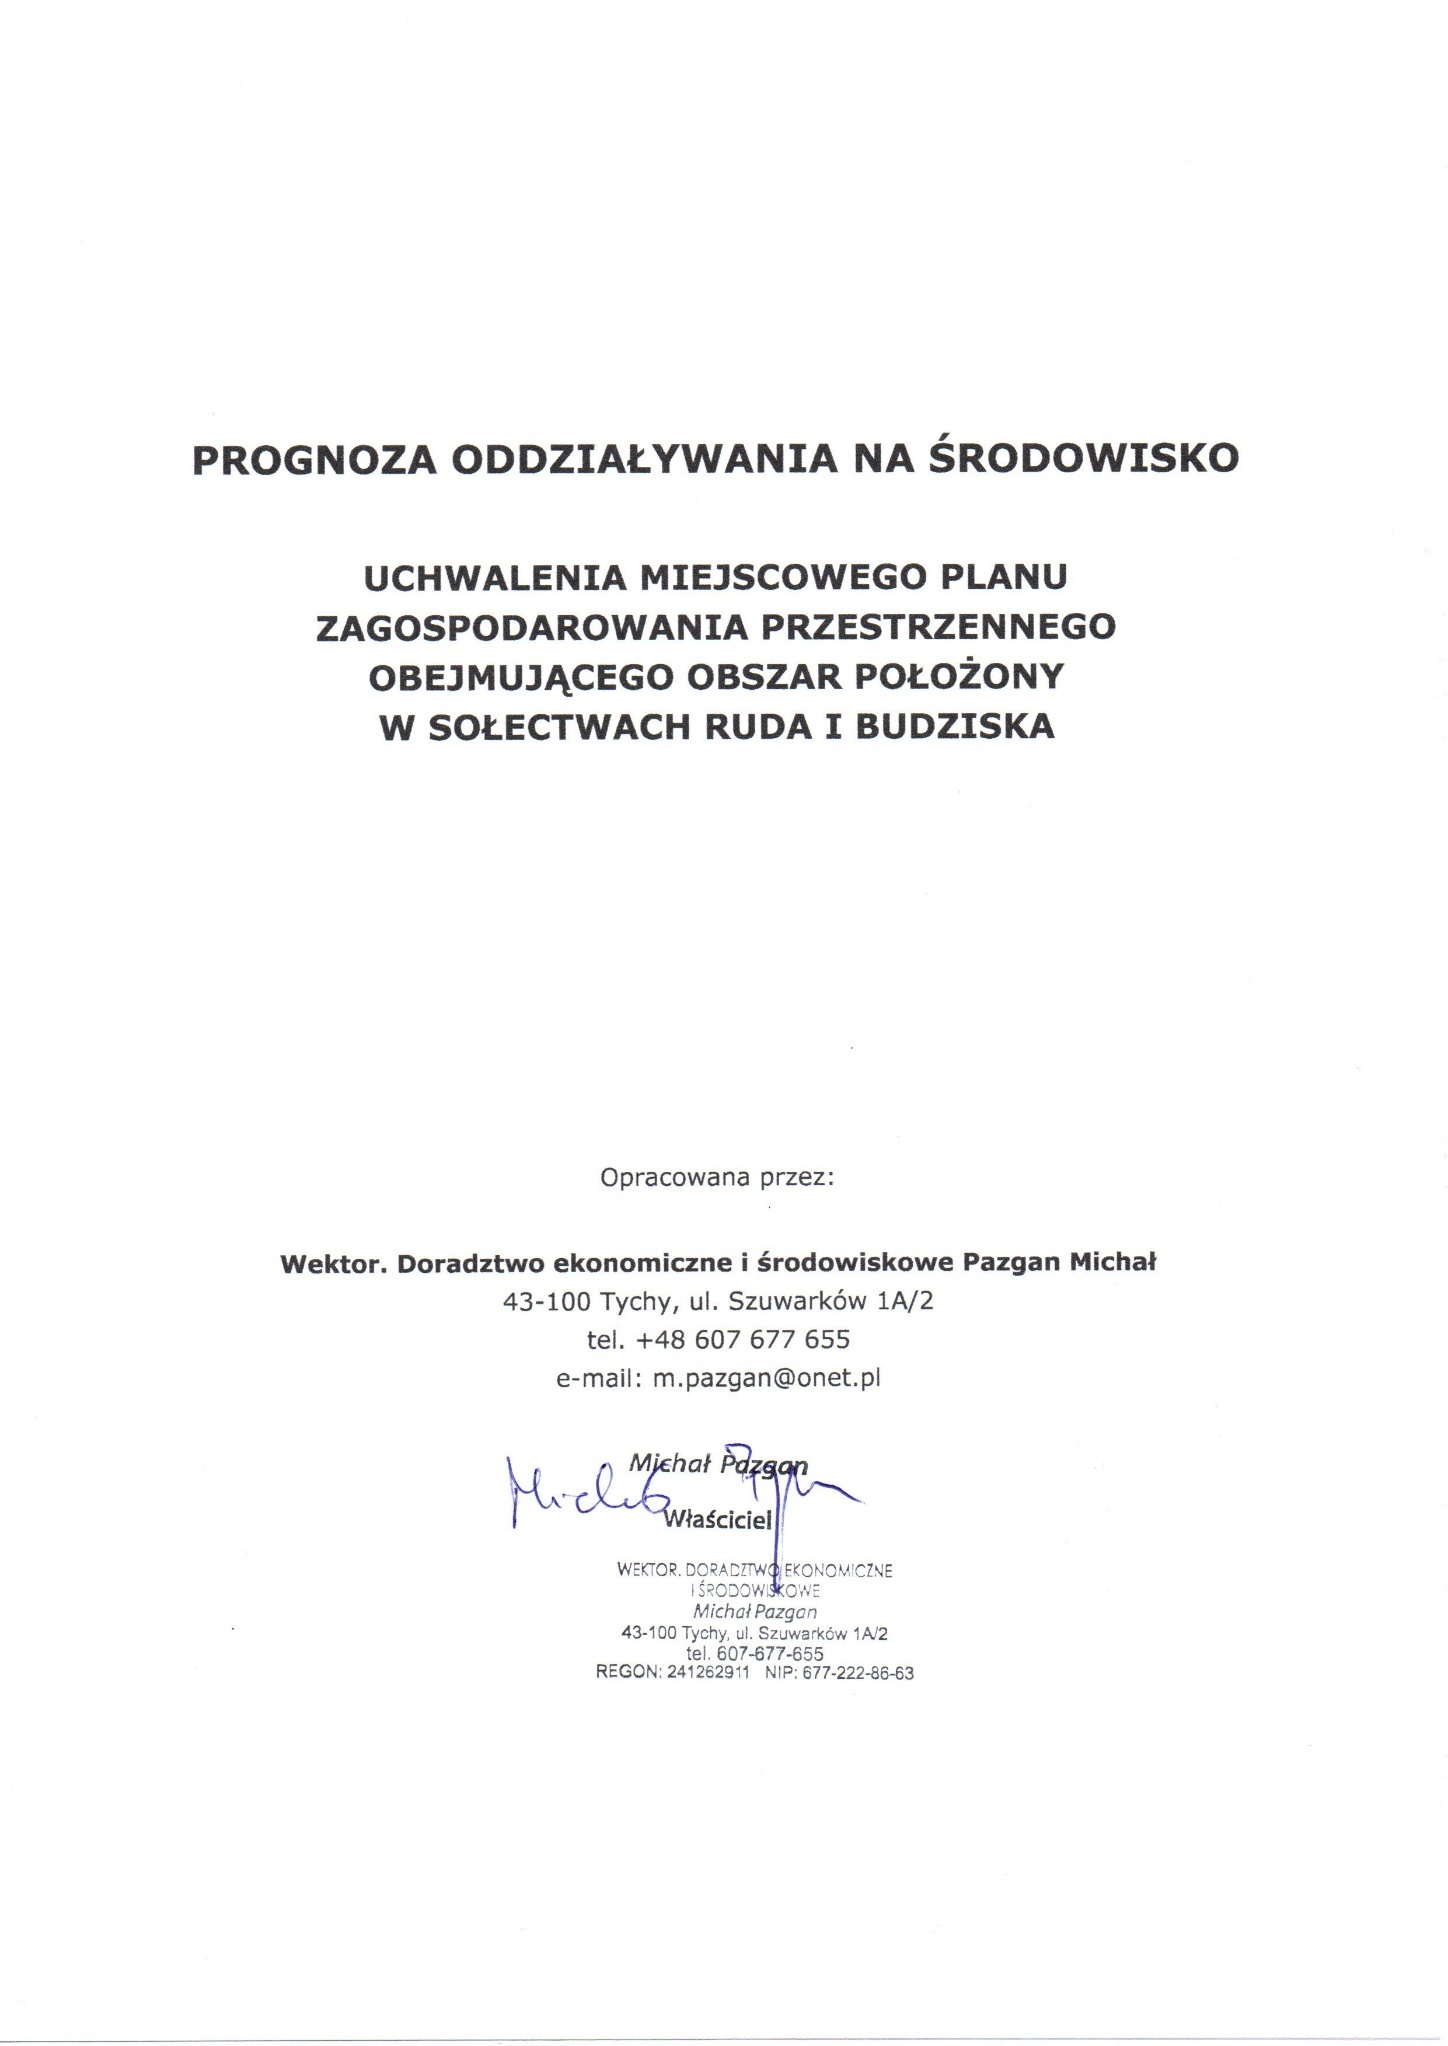 PROGNOZA ODDZIAŁYWANIA NA ŚRODOWISKO
UCHWALENIA MIEJSCOWEGO PLANU
ZAGOSPODAROWANIA PRZESTRZENNEGO
OBEJMUJĄCEGO OBSZAR POŁOŻONY
W SOŁECTWACH RUDA I BUDZISKA
Opracowana przez:
Wektor. Doradztwo ekonomiczne i środowiskowe Pazgan Michał
43-100 Tychy, ul. Szuwarków 1A/2
tel. +48 607 677 655
e-mail: m.pazgan@onet.pl
Michał Pazgan
Właściciel
WEKTOR. DORADZTWO EKONOMICZNE
I ŚRODOWISKOWE
Michał Pazgan
43-100 Tychy, ul. Szuwarków 1A/2
tel. 607-677-655
REGON: 241262911 NIP: 677-222-86-63